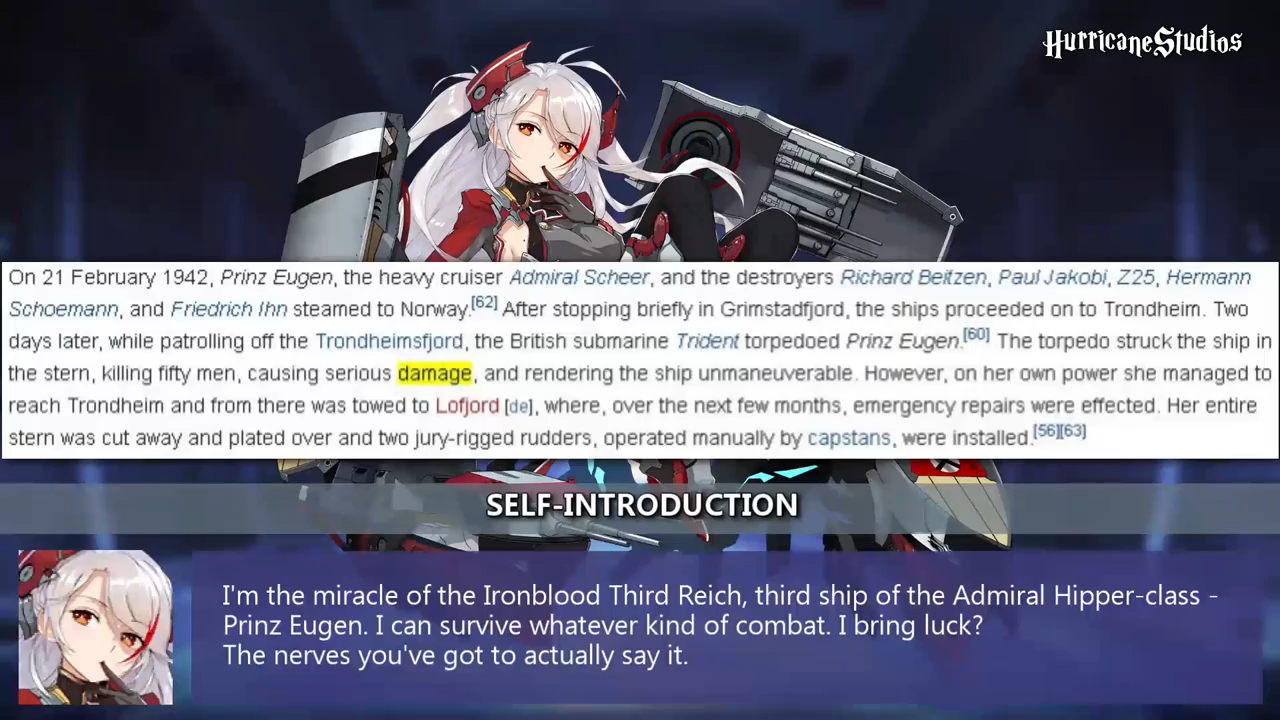 HurricaneStudios
On 21 February 1942, Prinz Eugen, the heavy cruiser Admiral Scheer, and the destroyers Richard Beitzen, Paul Jakobi, Z25, Hermann
Schoemann, and Friedrich Ihn steamed to Norway.[62] After stopping briefly in Grimstadfjord, the ships proceeded on to Trondheim. Two
days later, while patrolling off the Trondheimsfjord, the British submarine Trident torpedoed Prinz Eugen.[60] The torpedo struck the ship in
the stern, killing fifty men, causing serious damage, and rendering the ship unmaneuverable. However, on her own power she managed to
reach Trondheim and from there was towed to Lofjord [de], where, over the next few months, emergency repairs were effected. Her entire
stern was cut away and plated over and two jury-rigged rudders, operated manually by capstans, were installed.[56][63]
SELF-INTRODUCTION
I'm the miracle of the Ironblood Third Reich, third ship of the Admiral Hipper-class -
Prinz Eugen. I can survive whatever kind of combat. I bring luck?
The nerves you've got to actually say it.